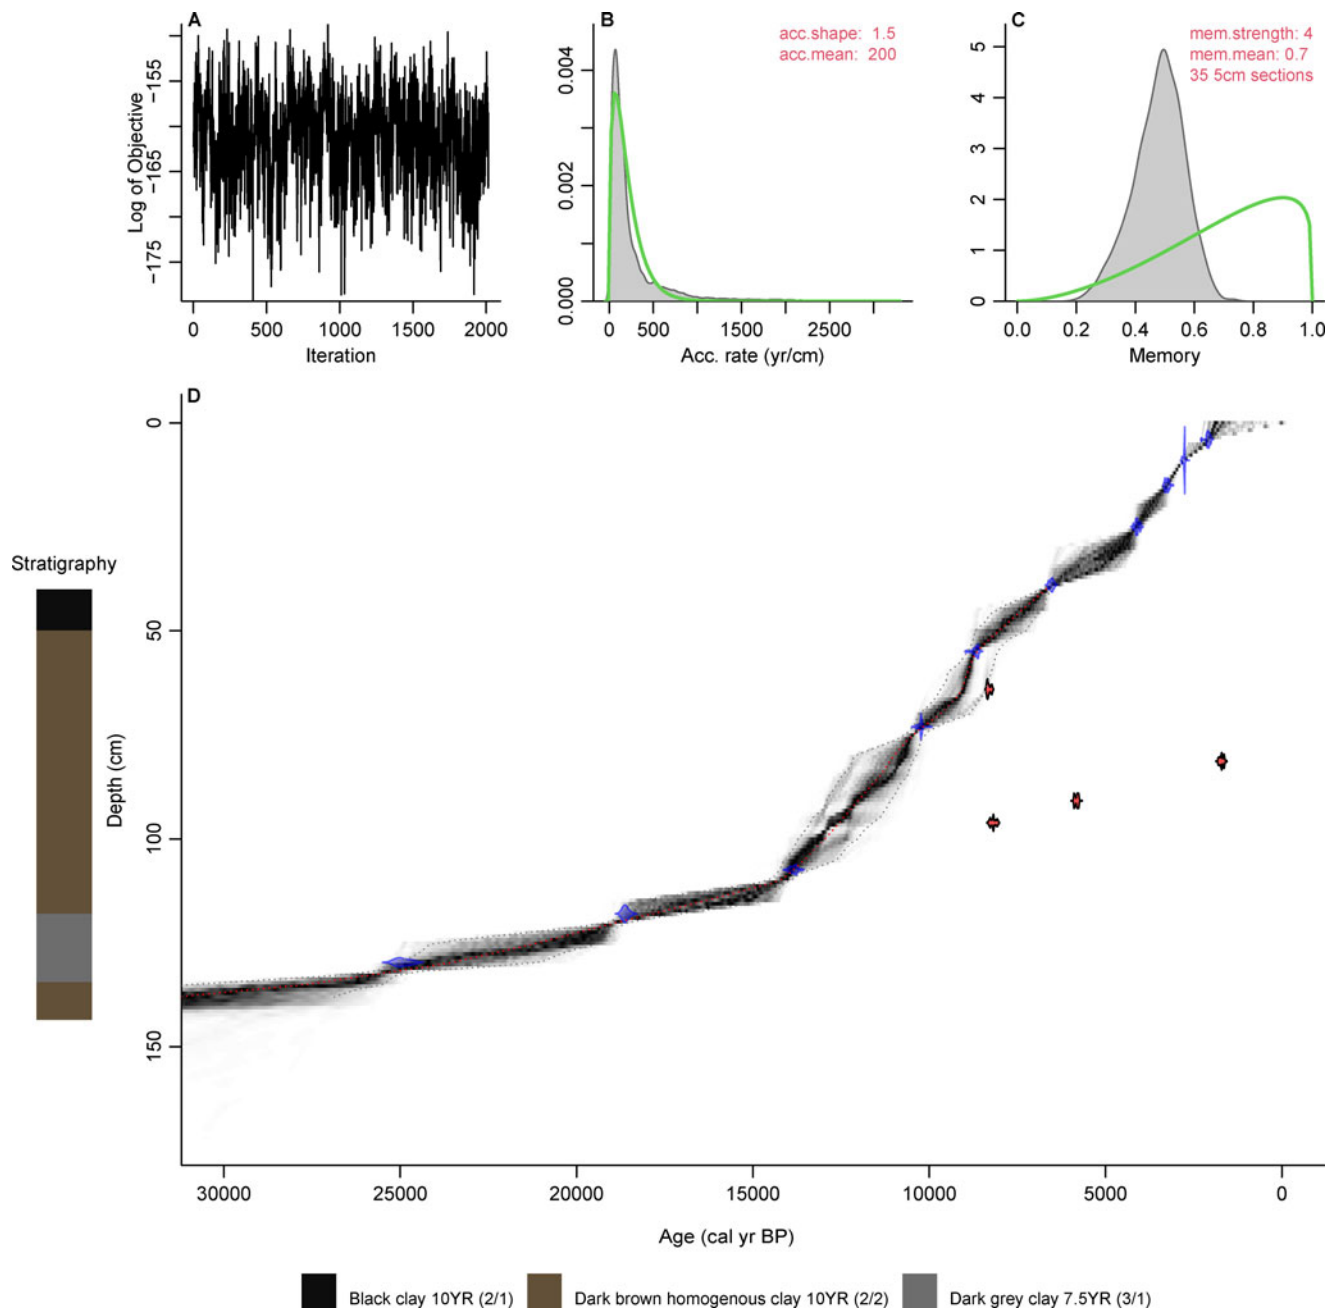 A
Log of Objective
-155
-165
-175
0
500
1000
1500
2000
Iteration
B
acc.shape: 1.5
acc.mean: 200
0.004
0.002
0.000
0
500
1500
2500
Acc. rate (yr/cm)
C
mem.strength: 4
mem.mean: 0.7
35 5cm sections
5
4
3
2
1
0
0.0
0.2
0.4
0.6
0.8
1.0
Memory
D
Stratigraphy
Depth (cm)
0
50
100
150
30000
25000
20000
15000
10000
5000
0
Age (cal yr BP)
Black clay 10YR (2/1)
Dark brown homogenous clay 10YR (2/2)
Dark grey clay 7.5YR (3/1)